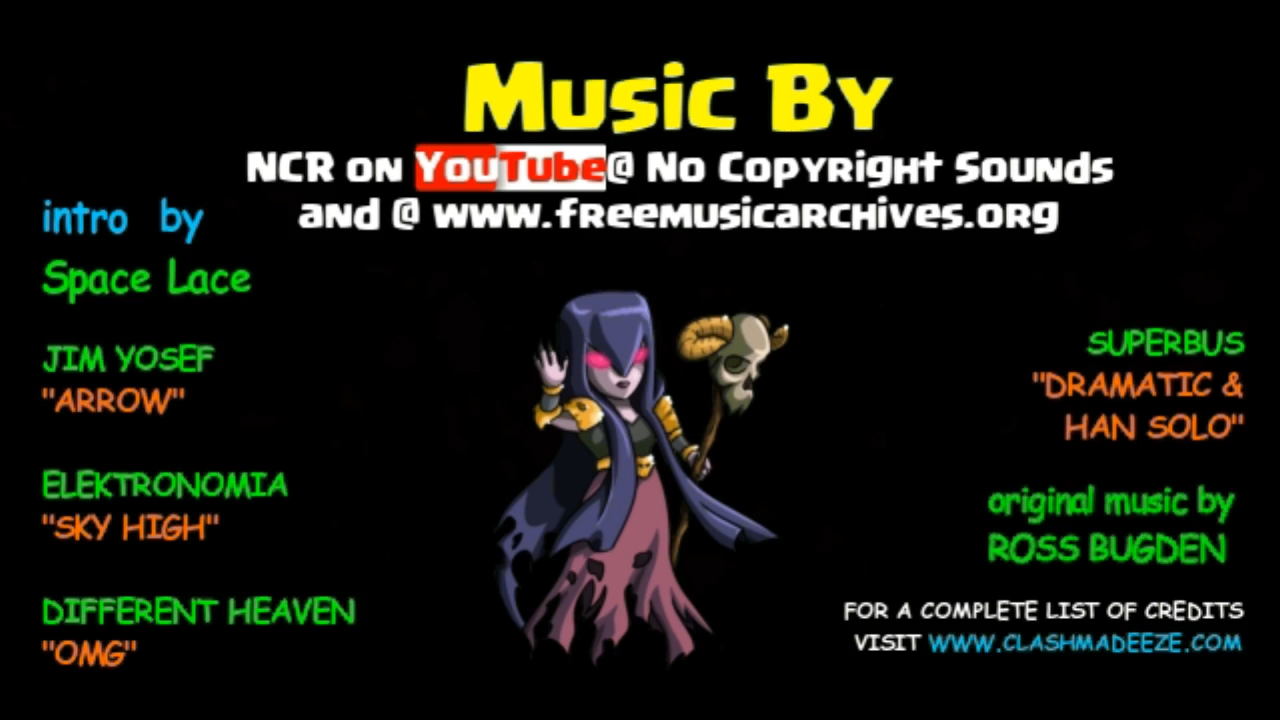 Music By
NCR on YouTube@ No Copyright Sounds
and @ www.freemusicarchives.org
intro by
Space Lace
JIM YOSEF
"ARROW"
ELEKTRONOMIA
"SKY HIGH"
DIFFERENT HEAVEN
"OMG"
SUPERBUS
"DRAMATIC &
HAN SOLO"
original music by
ROSS BUGDEN
FOR A COMPLETE LIST OF CREDITS
VISIT WWW.CLASHMADEEZE.COM